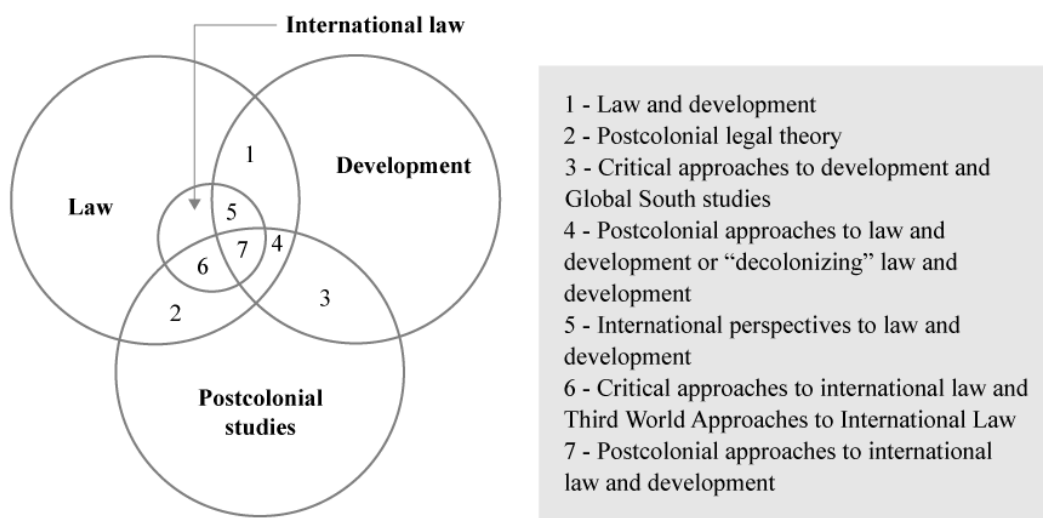 International law
1
Development
Law
5
7
4
6
3
2
Postcolonial
studies
1 - Law and development
2 - Postcolonial legal theory
3 - Critical approaches to development and
Global South studies
4 - Postcolonial approaches to law and
development or “decolonizing” law and
development
5 - International perspectives to law and
development
6 - Critical approaches to international law and
Third World Approaches to International Law
7 - Postcolonial approaches to international
law and development